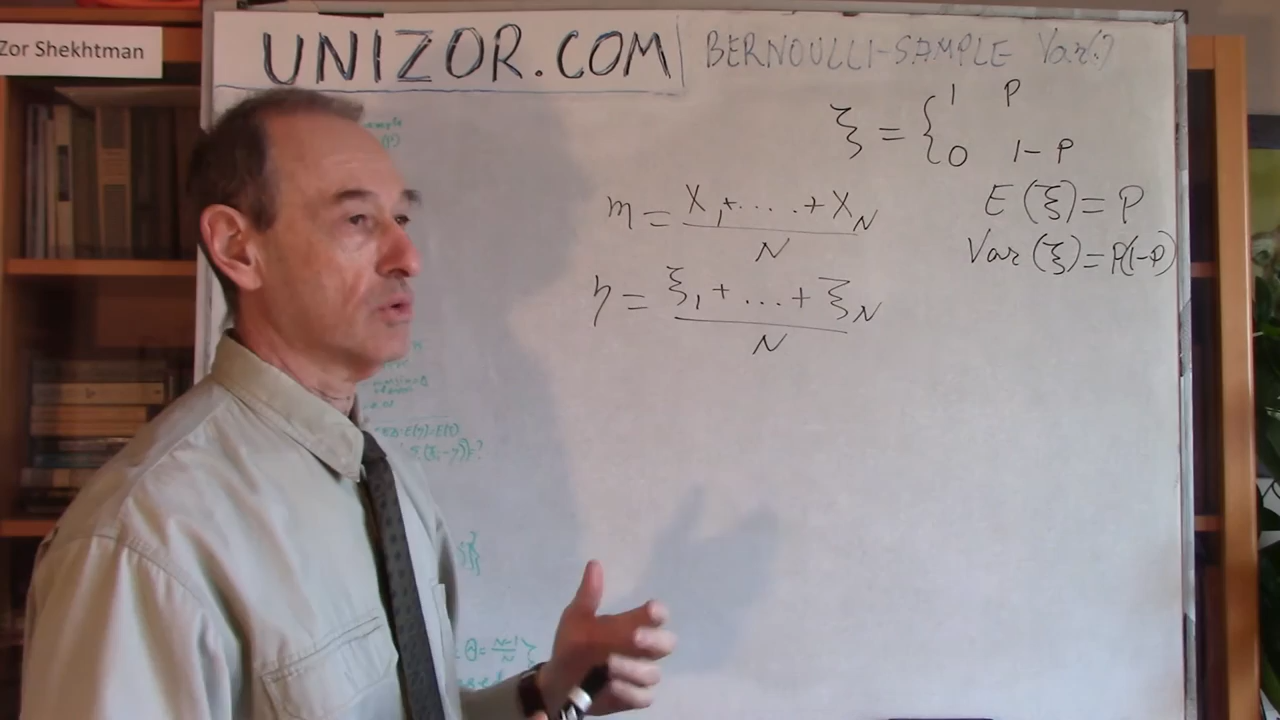 Zor Shekhtman
UNIZOR.COM | BERNOULLI-SAMPLE Var(.)
ξ = { 1 P
0 1-P
m = X₁+....+X_N / N
E(ξ)=P
Var(ξ)=P(1-P)
η = ξ₁+...+ξ_N / N